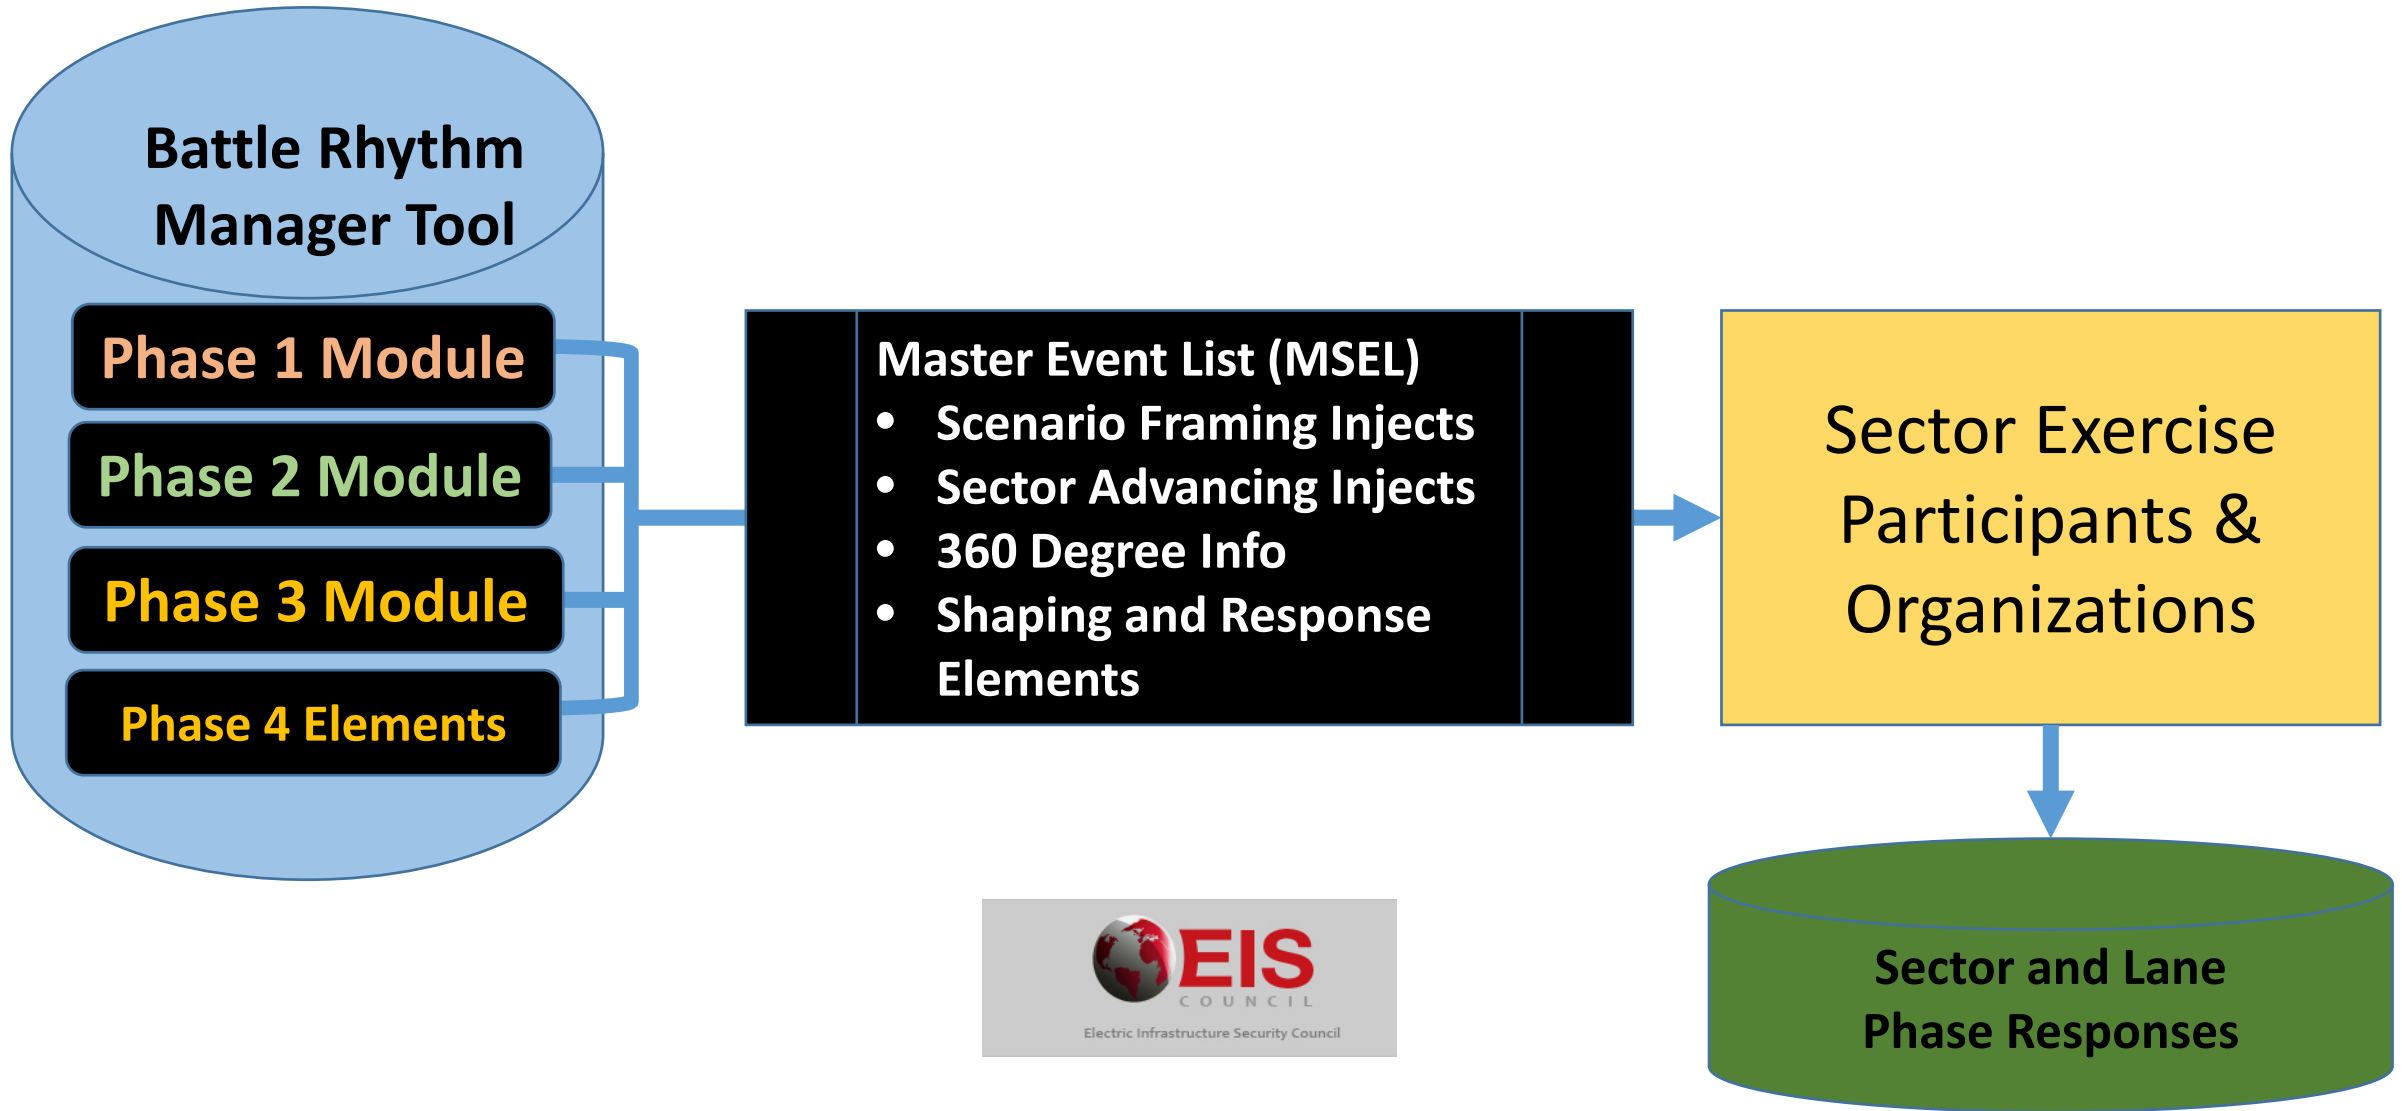 Battle Rhythm
Manager Tool
Phase 1 Module
Phase 2 Module
Phase 3 Module
Phase 4 Elements
Master Event List (MSEL)
• Scenario Framing Injects
• Sector Advancing Injects
• 360 Degree Info
• Shaping and Response
Elements
Sector Exercise
Participants &
Organizations
Sector and Lane
Phase Responses
EIS
COUNCIL
Electric Infrastructure Security Council